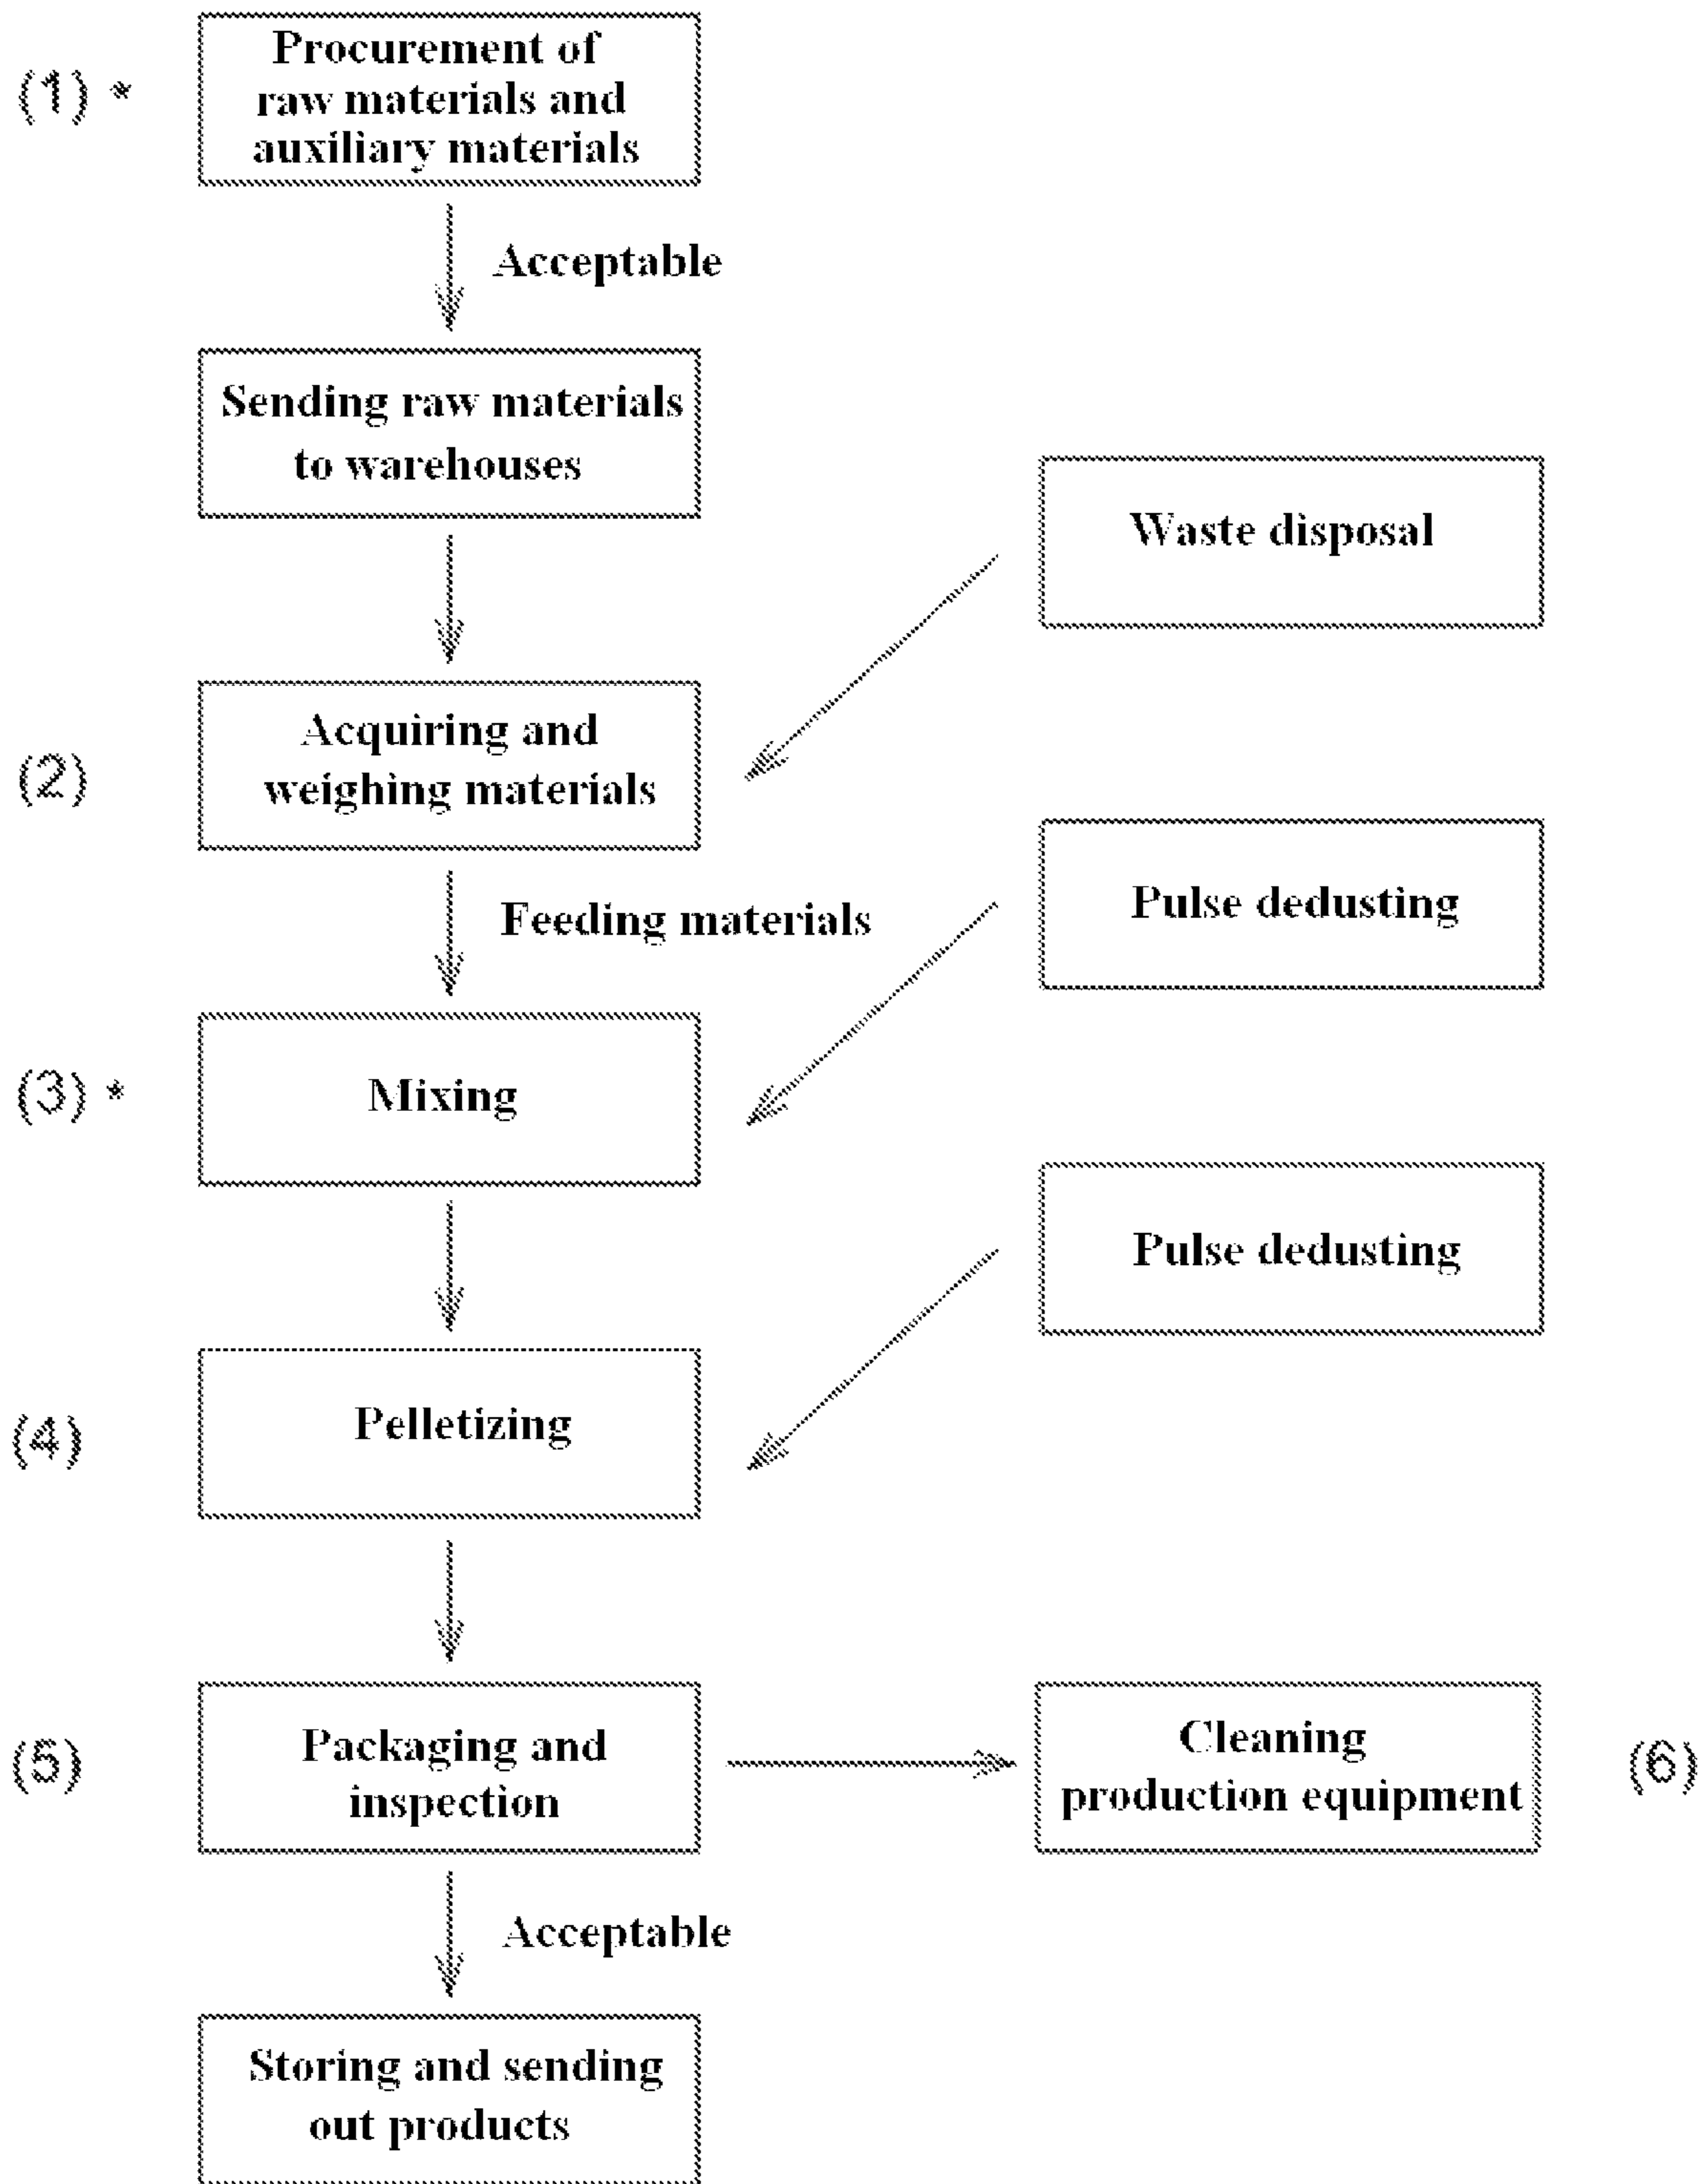 (1) *
Procurement of
raw materials and
auxiliary materials
Acceptable
Sending raw materials
to warehouses
Waste disposal
(2)
Acquiring and
weighing materials
Feeding materials
Pulse dedusting
(3) *
Mixing
Pulse dedusting
(4)
Pelletizing
(5)
Packaging and
inspection
Cleaning
production equipment
(6)
Acceptable
Storing and sending
out products